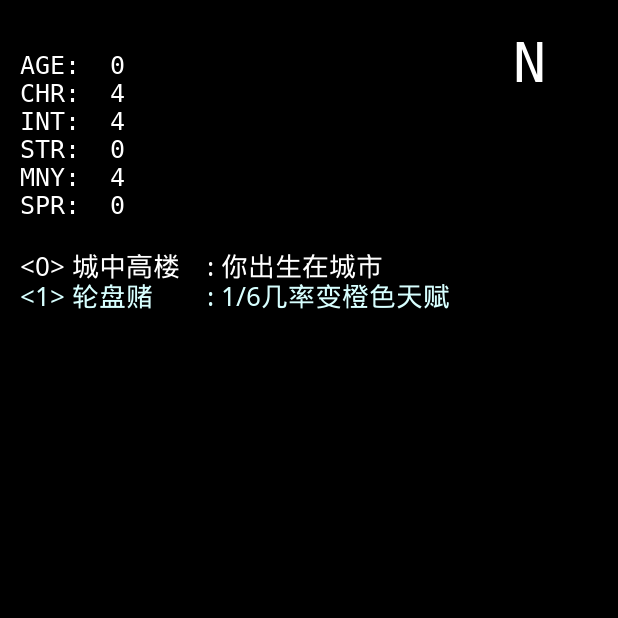 N
AGE: 0
CHR: 4
INT: 4
STR: 0
MNY: 4
SPR: 0
<0> 城中高楼 : 你出生在城市
<1> 轮盘赌 : 1/6几率变橙色天赋